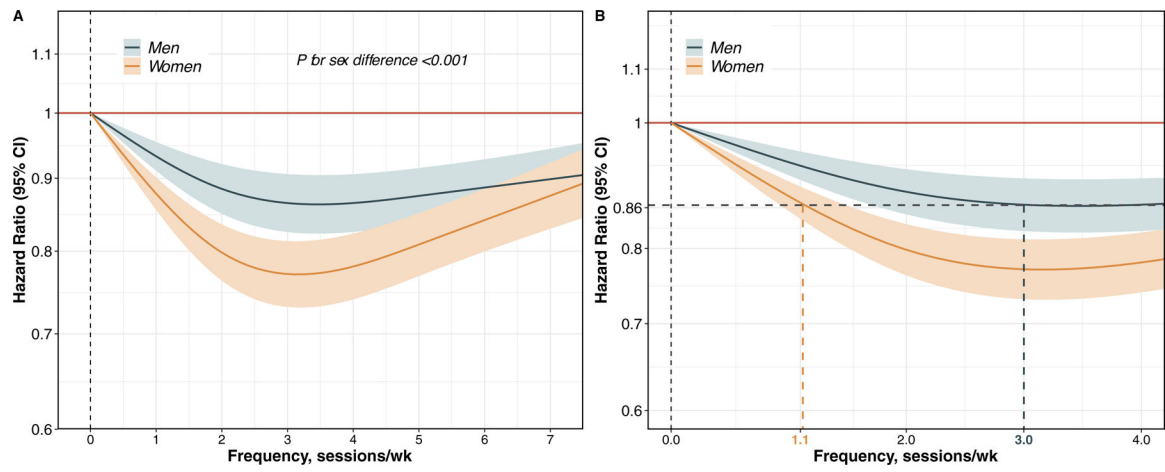 A
Men
Women
P for sex difference <0.001
Hazard Ratio (95% CI)
1.1
1
0.9
0.8
0.7
0.6
0 1 2 3 4 5 6 7
Frequency, sessions/wk
B
Men
Women
Hazard Ratio (95% CI)
1.1
1
0.86
0.8
0.7
0.6
0.0 1.1 2.0 3.0 4.0
Frequency, sessions/wk